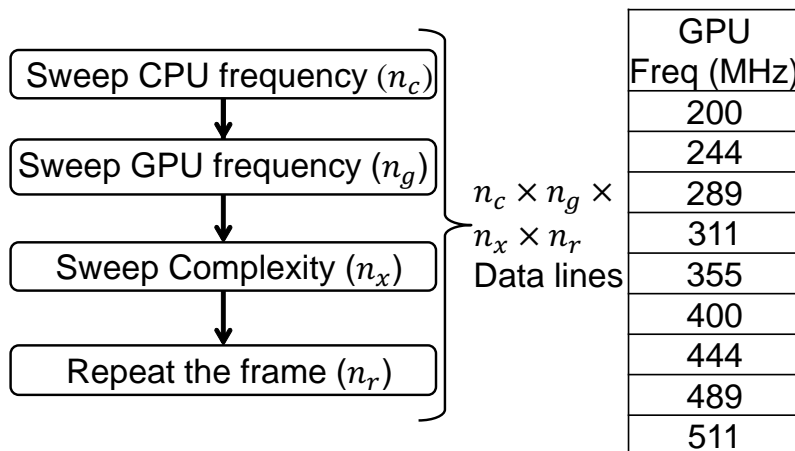 Sweep CPU frequency (n_c)
Sweep GPU frequency (n_g)
Sweep Complexity (n_x)
Repeat the frame (n_r)
n_c × n_g ×
n_x × n_r
Data lines
GPU
Freq (MHz)
200
244
289
311
355
400
444
489
511